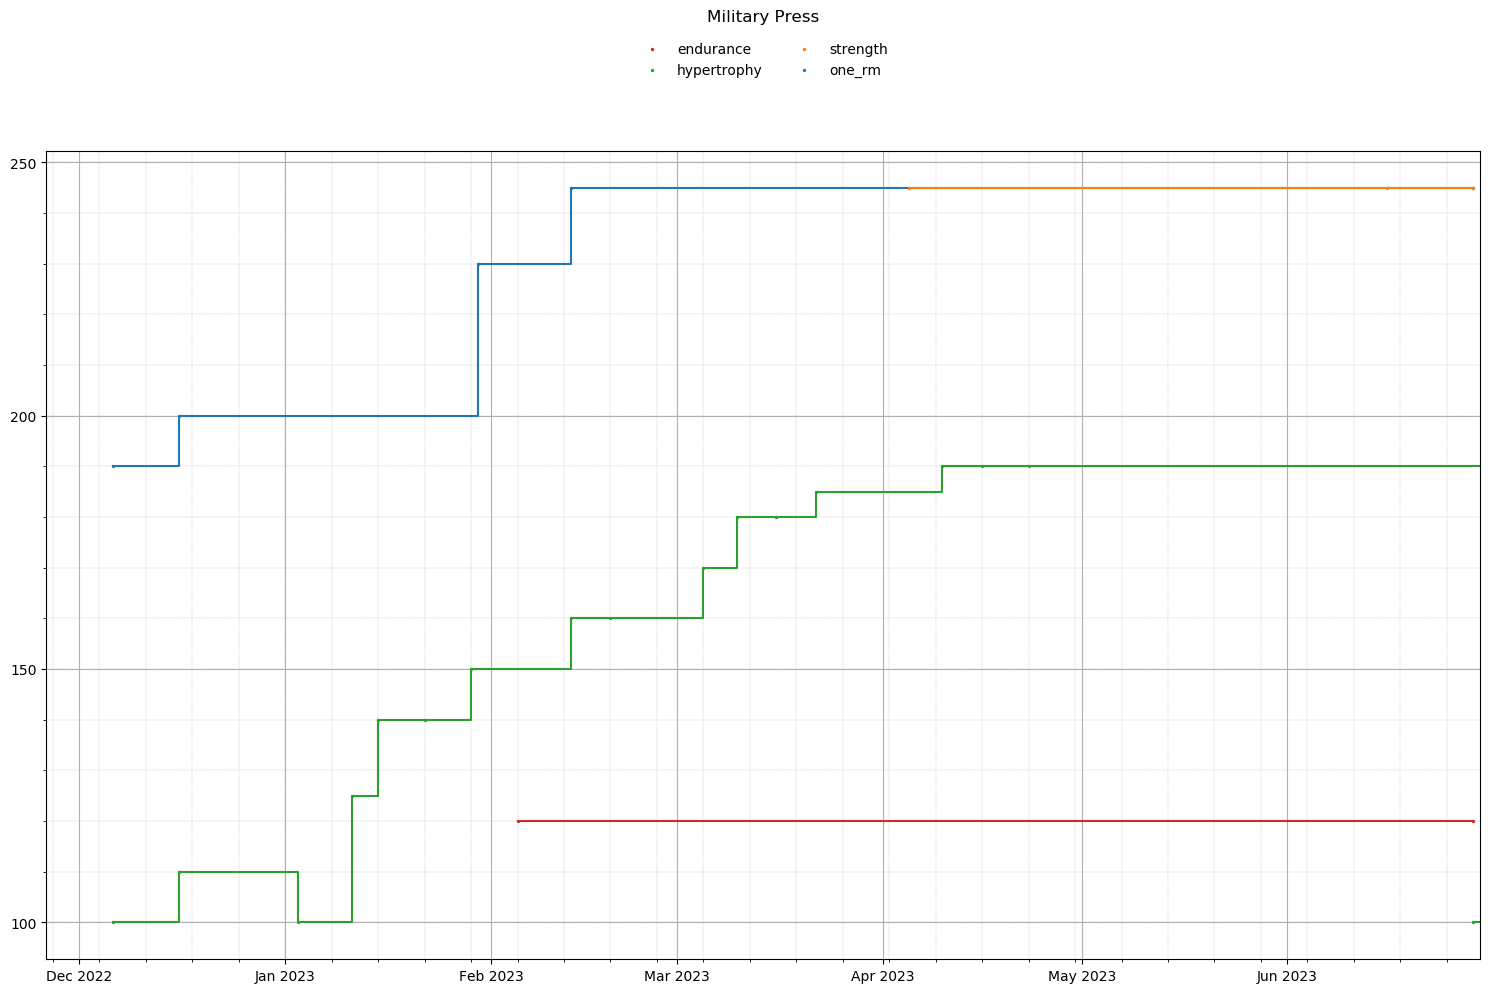 Military Press
endurance strength
hypertrophy one_rm
250
200
150
100
Dec 2022 Jan 2023 Feb 2023 Mar 2023 Apr 2023 May 2023 Jun 2023